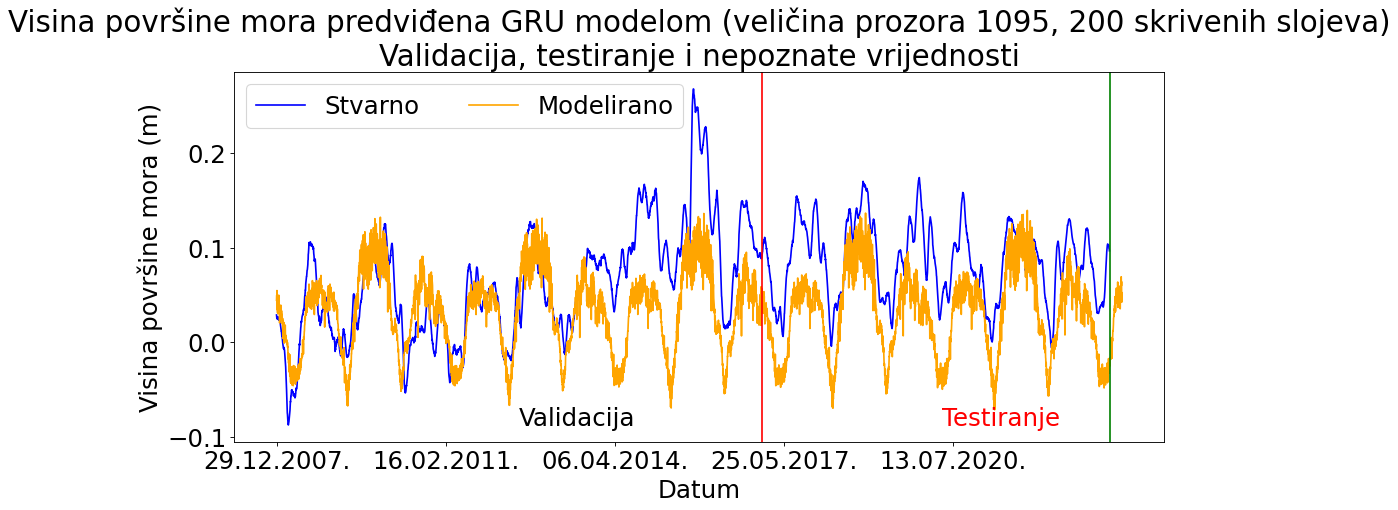 Visina površine mora predviđena GRU modelom (veličina prozora 1095, 200 skrivenih slojeva)
Validacija, testiranje i nepoznate vrijednosti
Stvarno
Modelirano
Visina površine mora (m)
0.2
0.1
0.0
−0.1
Validacija
Testiranje
29.12.2007.
16.02.2011.
06.04.2014.
25.05.2017.
13.07.2020.
Datum